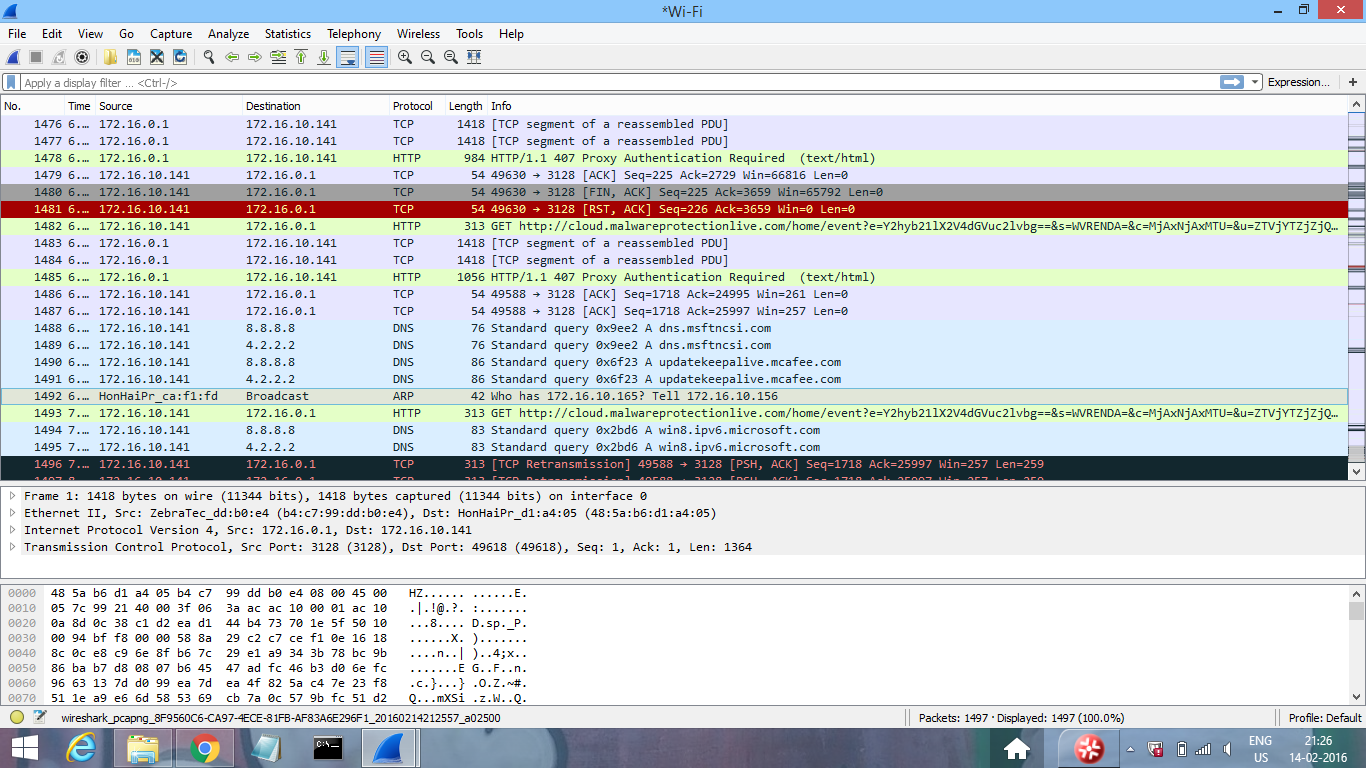 *Wi-Fi
File Edit View Go Capture Analyze Statistics Telephony Wireless Tools Help
Apply a display filter ... <Ctrl-/> Expression... +
No. Time Source Destination Protocol Length Info
1476 6.… 172.16.0.1 172.16.10.141 TCP 1418 [TCP segment of a reassembled PDU]
1477 6.… 172.16.0.1 172.16.10.141 TCP 1418 [TCP segment of a reassembled PDU]
1478 6.… 172.16.0.1 172.16.10.141 HTTP 984 HTTP/1.1 407 Proxy Authentication Required (text/html)
1479 6.… 172.16.10.141 172.16.0.1 TCP 54 49630 → 3128 [ACK] Seq=225 Ack=2729 Win=66816 Len=0
1480 6.… 172.16.10.141 172.16.0.1 TCP 54 49630 → 3128 [FIN, ACK] Seq=225 Ack=3659 Win=65792 Len=0
1481 6.… 172.16.10.141 172.16.0.1 TCP 54 49630 → 3128 [RST, ACK] Seq=226 Ack=3659 Win=0 Len=0
1482 6.… 172.16.10.141 172.16.0.1 HTTP 313 GET http://cloud.malwareprotectionlive.com/home/event?e=Y2hyb21lX2V4dGVuc2lvbg==&s=WVRENDA=&c=MjAxNjAxMTU=&u=ZTVjYTZjZjQ…
1483 6.… 172.16.0.1 172.16.10.141 TCP 1418 [TCP segment of a reassembled PDU]
1484 6.… 172.16.0.1 172.16.10.141 TCP 1418 [TCP segment of a reassembled PDU]
1485 6.… 172.16.0.1 172.16.10.141 HTTP 1056 HTTP/1.1 407 Proxy Authentication Required (text/html)
1486 6.… 172.16.10.141 172.16.0.1 TCP 54 49588 → 3128 [ACK] Seq=1718 Ack=24995 Win=261 Len=0
1487 6.… 172.16.10.141 172.16.0.1 TCP 54 49588 → 3128 [ACK] Seq=1718 Ack=25997 Win=257 Len=0
1488 6.… 172.16.10.141 8.8.8.8 DNS 76 Standard query 0x9ee2 A dns.msftncsi.com
1489 6.… 172.16.10.141 4.2.2.2 DNS 76 Standard query 0x9ee2 A dns.msftncsi.com
1490 6.… 172.16.10.141 8.8.8.8 DNS 86 Standard query 0x6f23 A updatekeepalive.mcafee.com
1491 6.… 172.16.10.141 4.2.2.2 DNS 86 Standard query 0x6f23 A updatekeepalive.mcafee.com
1492 6.… HonHaiPr_ca:f1:fd Broadcast ARP 42 Who has 172.16.10.165? Tell 172.16.10.156
1493 7.… 172.16.10.141 172.16.0.1 HTTP 313 GET http://cloud.malwareprotectionlive.com/home/event?e=Y2hyb21lX2V4dGVuc2lvbg==&s=WVRENDA=&c=MjAxNjAxMTU=&u=ZTVjYTZjZjQ…
1494 7.… 172.16.10.141 8.8.8.8 DNS 83 Standard query 0x2bd6 A win8.ipv6.microsoft.com
1495 7.… 172.16.10.141 4.2.2.2 DNS 83 Standard query 0x2bd6 A win8.ipv6.microsoft.com
1496 7.… 172.16.10.141 172.16.0.1 TCP 313 [TCP Retransmission] 49588 → 3128 [PSH, ACK] Seq=1718 Ack=25997 Win=257 Len=259
Frame 1: 1418 bytes on wire (11344 bits), 1418 bytes captured (11344 bits) on interface 0
Ethernet II, Src: ZebraTec_dd:b0:e4 (b4:c7:99:dd:b0:e4), Dst: HonHaiPr_d1:a4:05 (48:5a:b6:d1:a4:05)
Internet Protocol Version 4, Src: 172.16.0.1, Dst: 172.16.10.141
Transmission Control Protocol, Src Port: 3128 (3128), Dst Port: 49618 (49618), Seq: 1, Ack: 1, Len: 1364
0000 48 5a b6 d1 a4 05 b4 c7 99 dd b0 e4 08 00 45 00 HZ...... ......E.
0010 05 7c 99 21 40 00 3f 06 3a ac ac 10 00 01 ac 10 .|.!@.?. :.......
0020 0a 8d 0c 38 c1 d2 ea d1 44 b4 73 70 1e 5f 50 10 ...8.... D.sp._P.
0030 00 94 bf f8 00 00 58 8a 29 c2 c7 ce f1 0e 16 18 ......X. ).......
0040 8c 0c e8 c9 6e 8f b6 7c 29 e1 a9 34 3b 78 bc 9b ....n..| )..4;x..
0050 86 ba b7 d8 08 07 b6 45 47 ad fc 46 b3 d0 6e fc .......E G..F..n.
0060 96 63 13 7d d0 99 ea 7d ea 4f 82 5a c4 7e 23 f8 .c.}...} .O.Z.~#.
0070 51 1e a9 e6 6d 58 53 69 cb 7a 0c 57 9b fc 51 d2 Q...mXSi .z.W..Q.
wireshark_pcapng_8F9560C6-CA97-4ECE-81FB-AF83A6E296F1_20160214212557_a02500 Packets: 1497 · Displayed: 1497 (100.0%) Profile: Default
C:\
ENG 21:26
US 14-02-2016